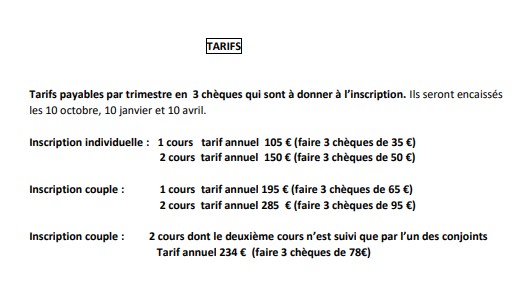 TARIFS
Tarifs payables par trimestre en 3 chèques qui sont à donner à l'inscription. Ils seront encaissés
les 10 octobre, 10 janvier et 10 avril.
Inscription individuelle : 1 cours tarif annuel 105 € (faire 3 chèques de 35 €)
2 cours tarif annuel 150 € (faire 3 chèques de 50 €)
Inscription couple : 1 cours tarif annuel 195 € (faire 3 chèques de 65 €)
2 cours tarif annuel 285 € (faire 3 chèques de 95 €)
Inscription couple : 2 cours dont le deuxième cours n'est suivi que par l'un des conjoints
Tarif annuel 234 € (faire 3 chèques de 78€)